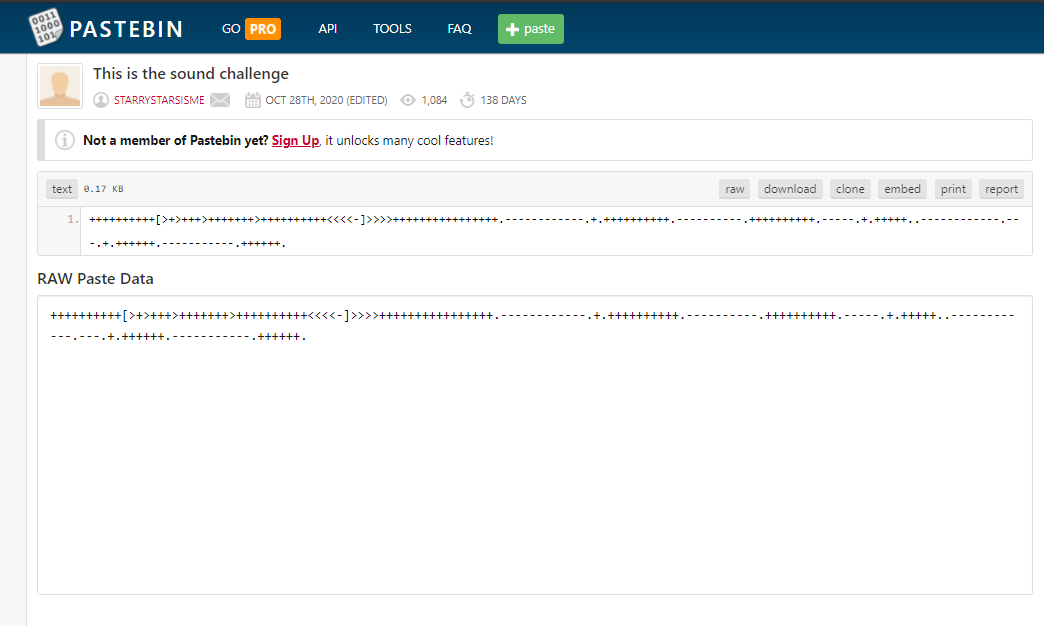 0011
1000
101
PASTEBIN
GO PRO
API
TOOLS
FAQ
+ paste
This is the sound challenge
STARRYSTARSISME
OCT 28TH, 2020 (EDITED)
1,084
138 DAYS
Not a member of Pastebin yet? Sign Up, it unlocks many cool features!
text
0.17 KB
raw
download
clone
embed
print
report
1. ++++++++++[>+>+++>+++++++>++++++++++<<<<-]>>>>++++++++++++++++.------------.+.++++++++++.----------.++++++++++.-----.+.+++++..------------.--
-.+.++++++.-----------.++++++.
RAW Paste Data
++++++++++[>+>+++>+++++++>++++++++++<<<<-]>>>>++++++++++++++++.------------.+.++++++++++.----------.++++++++++.-----.+.+++++..---------
---.---.+.++++++.-----------.++++++.